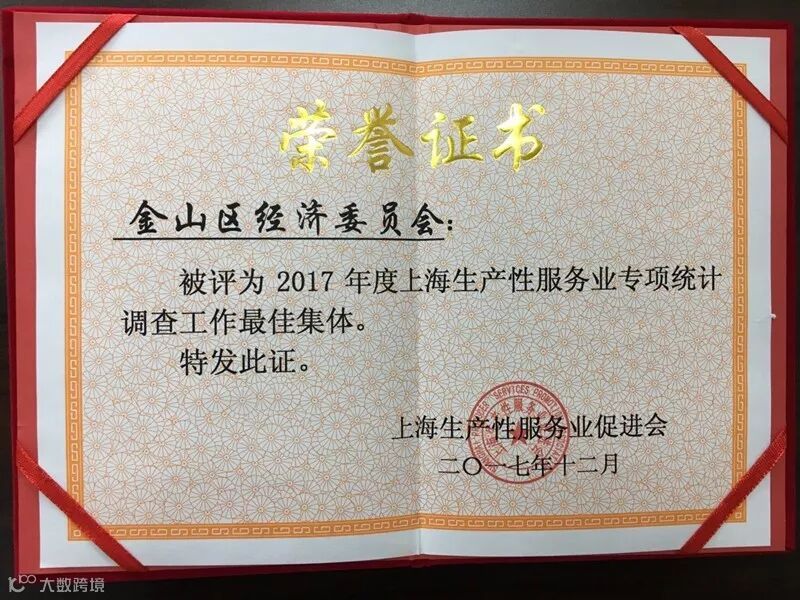 荣誉证书
金山区经济委员会：
被评为 2017 年度上海生产性服务业专项统计
调查工作最佳集体。
特发此证。
上海生产性服务业促进会
二〇一七年十二月
大数跨境